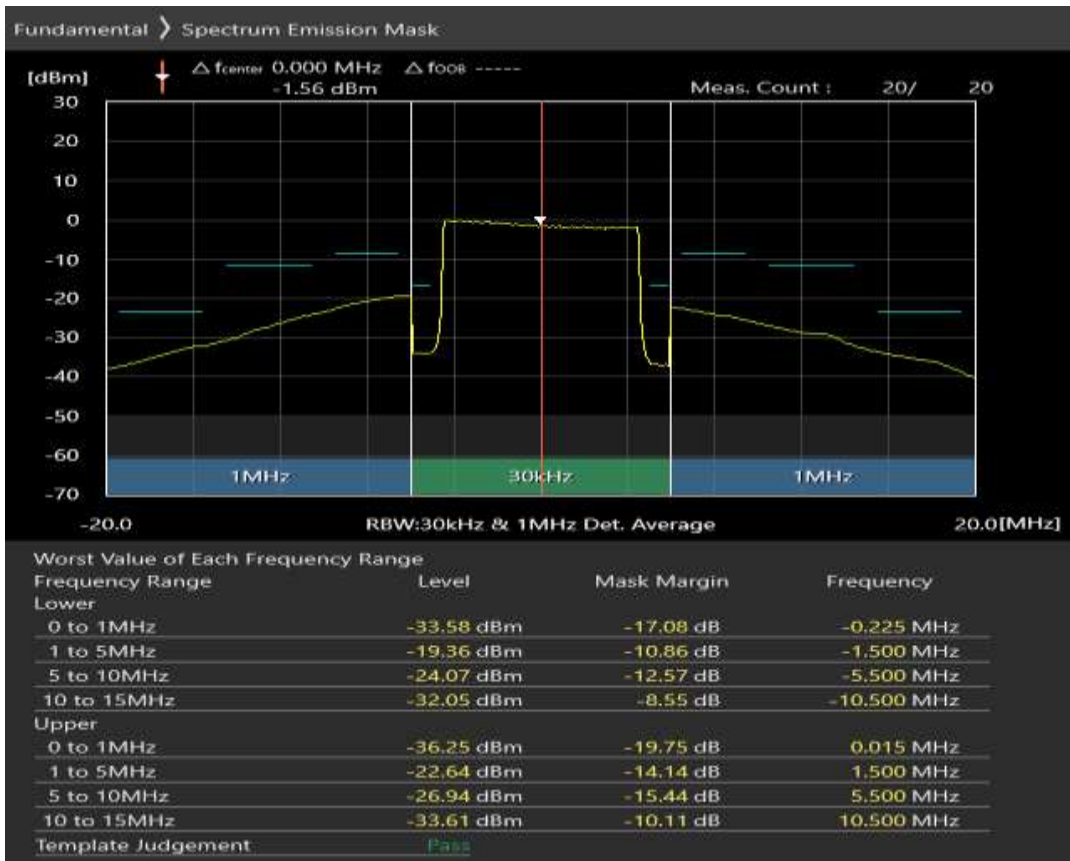 Fundamental ❯ Spectrum Emission Mask
[dBm] △ fcenter 0.000 MHz △ fOOB -----
-1.56 dBm Meas. Count : 20/ 20
30
20
10
0
-10
-20
-30
-40
-50
-60
1MHz 30kHz 1MHz
-70
-20.0 RBW:30kHz & 1MHz Det. Average 20.0[MHz]
Worst Value of Each Frequency Range
Frequency Range Level Mask Margin Frequency
Lower
0 to 1MHz -33.58 dBm -17.08 dB -0.225 MHz
1 to 5MHz -19.36 dBm -10.86 dB -1.500 MHz
5 to 10MHz -24.07 dBm -12.57 dB -5.500 MHz
10 to 15MHz -32.05 dBm -8.55 dB -10.500 MHz
Upper
0 to 1MHz -36.25 dBm -19.75 dB 0.015 MHz
1 to 5MHz -22.64 dBm -14.14 dB 1.500 MHz
5 to 10MHz -26.94 dBm -15.44 dB 5.500 MHz
10 to 15MHz -33.61 dBm -10.11 dB 10.500 MHz
Template Judgement Pass